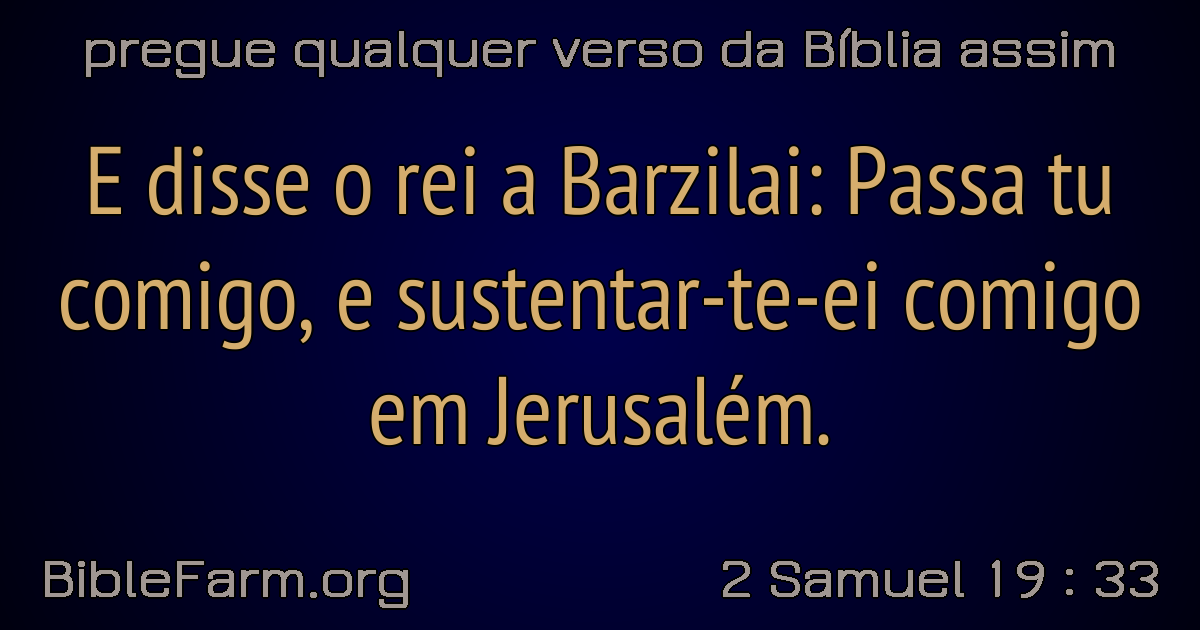 pregue qualquer verso da Bíblia assim
E disse o rei a Barzilai: Passa tu
comigo, e sustentar-te-ei comigo
em Jerusalém.
BibleFarm.org
2 Samuel 19 : 33